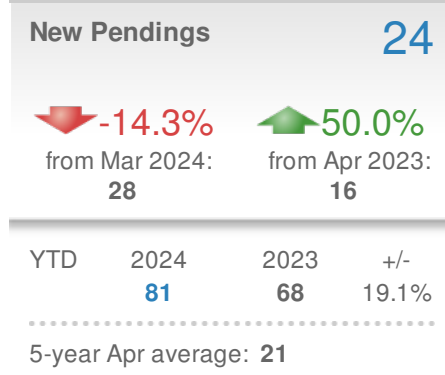 New Pendings 24
-14.3% 50.0%
from Mar 2024: from Apr 2023:
28 16
YTD 2024 2023 +/-
81 68 19.1%
5-year Apr average: 21